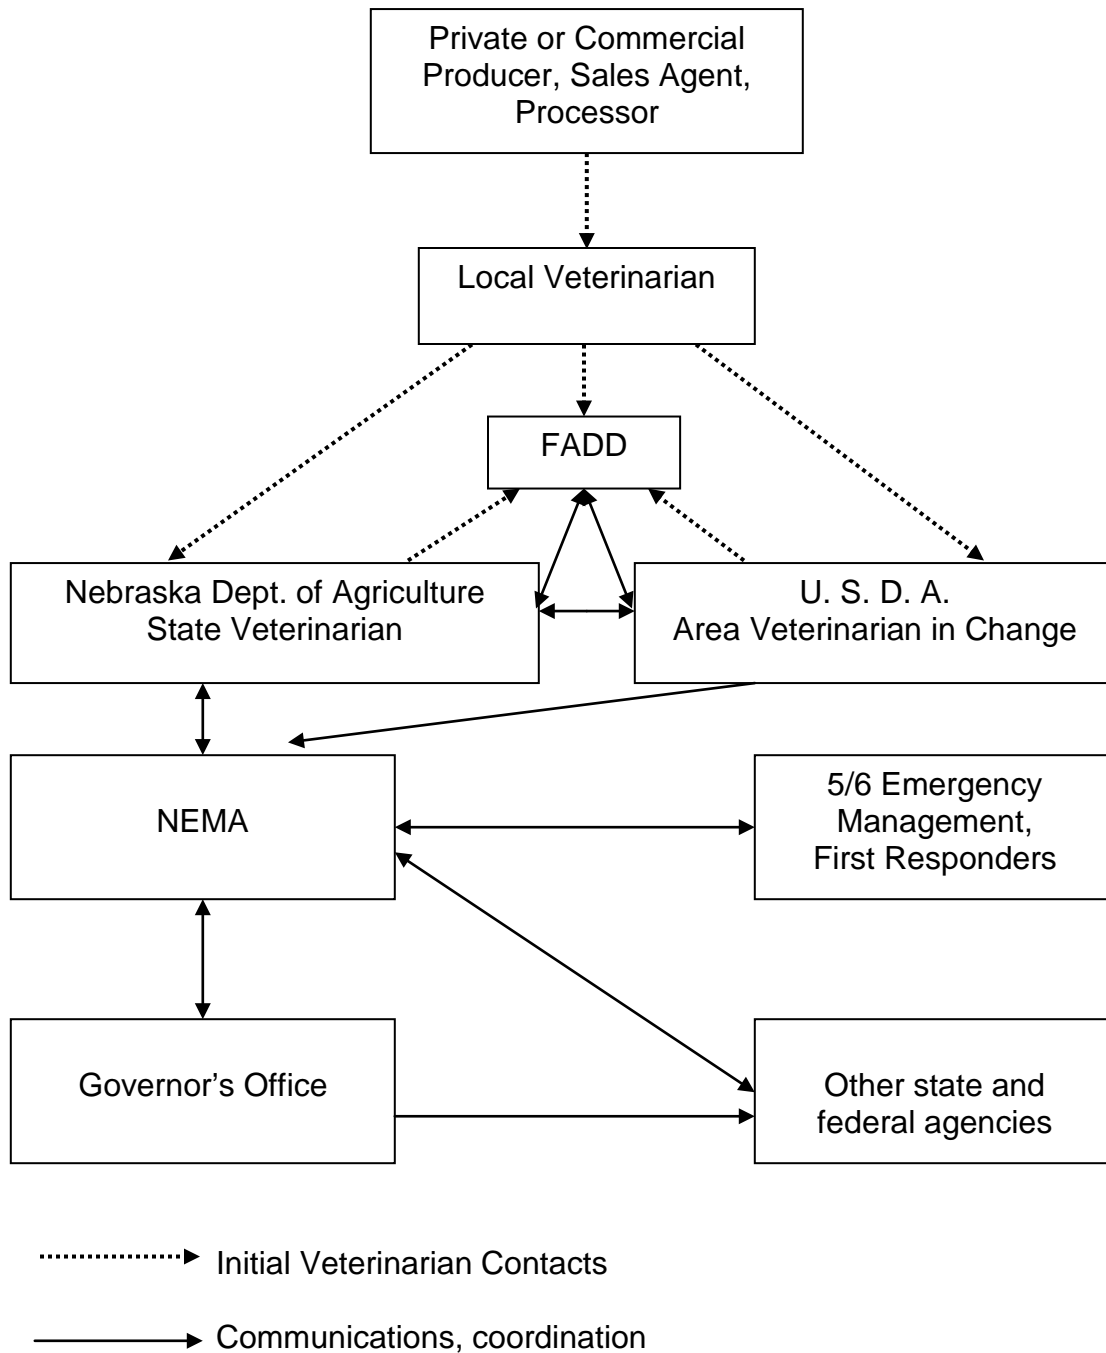 Private or Commercial
Producer, Sales Agent,
Processor
Local Veterinarian
FADD
Nebraska Dept. of Agriculture
State Veterinarian
U. S. D. A.
Area Veterinarian in Change
NEMA
5/6 Emergency
Management,
First Responders
Governor’s Office
Other state and
federal agencies
Initial Veterinarian Contacts
Communications, coordination